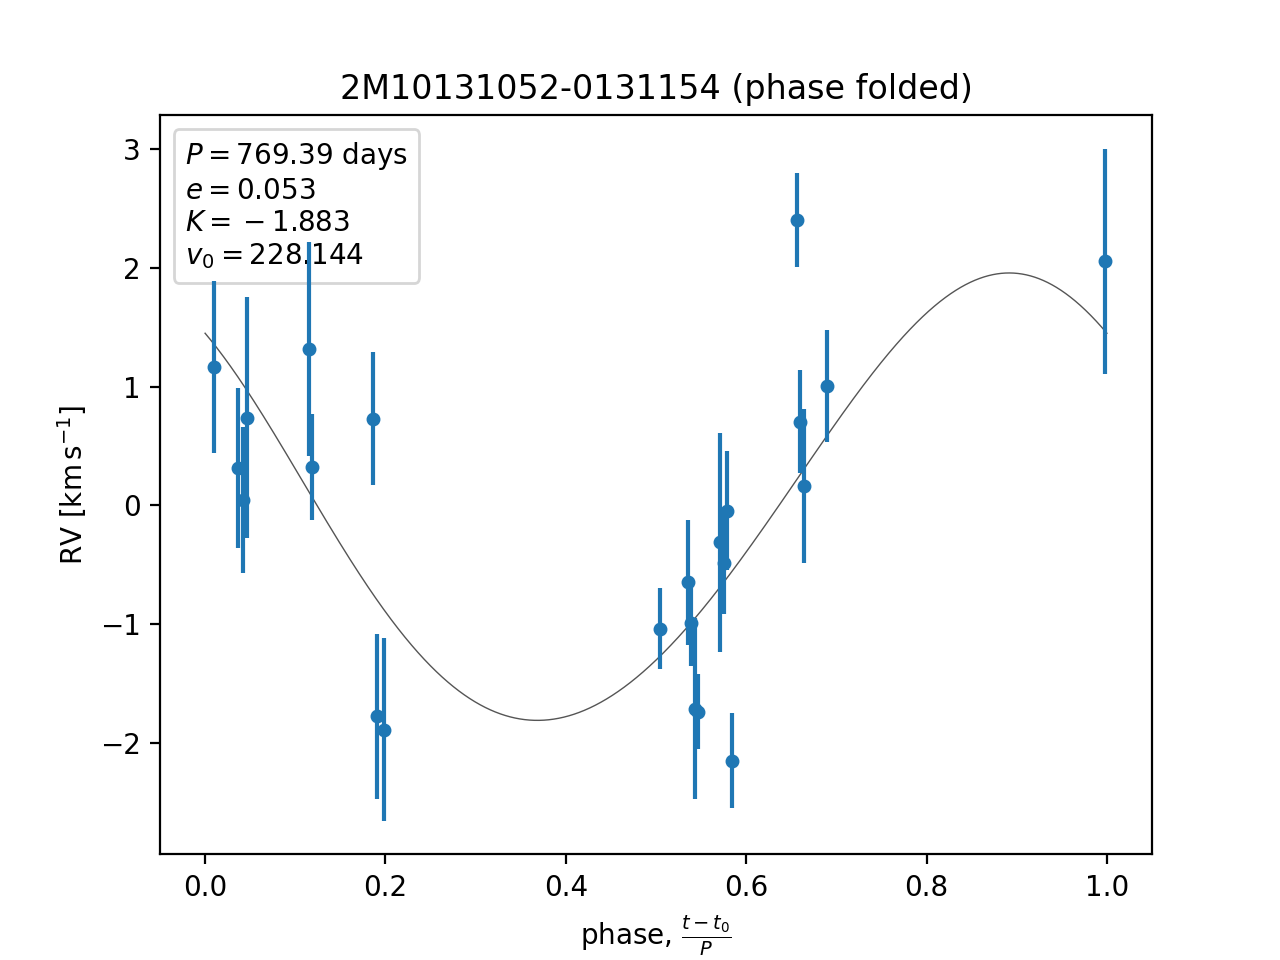 2M10131052-0131154 (phase folded)
P = 769.39 days
e = 0.053
K = −1.883
v₀ = 228.144
3
2
1
0
−1
−2
RV [km s⁻¹]
0.0 0.2 0.4 0.6 0.8 1.0
phase, (t − t₀)/P